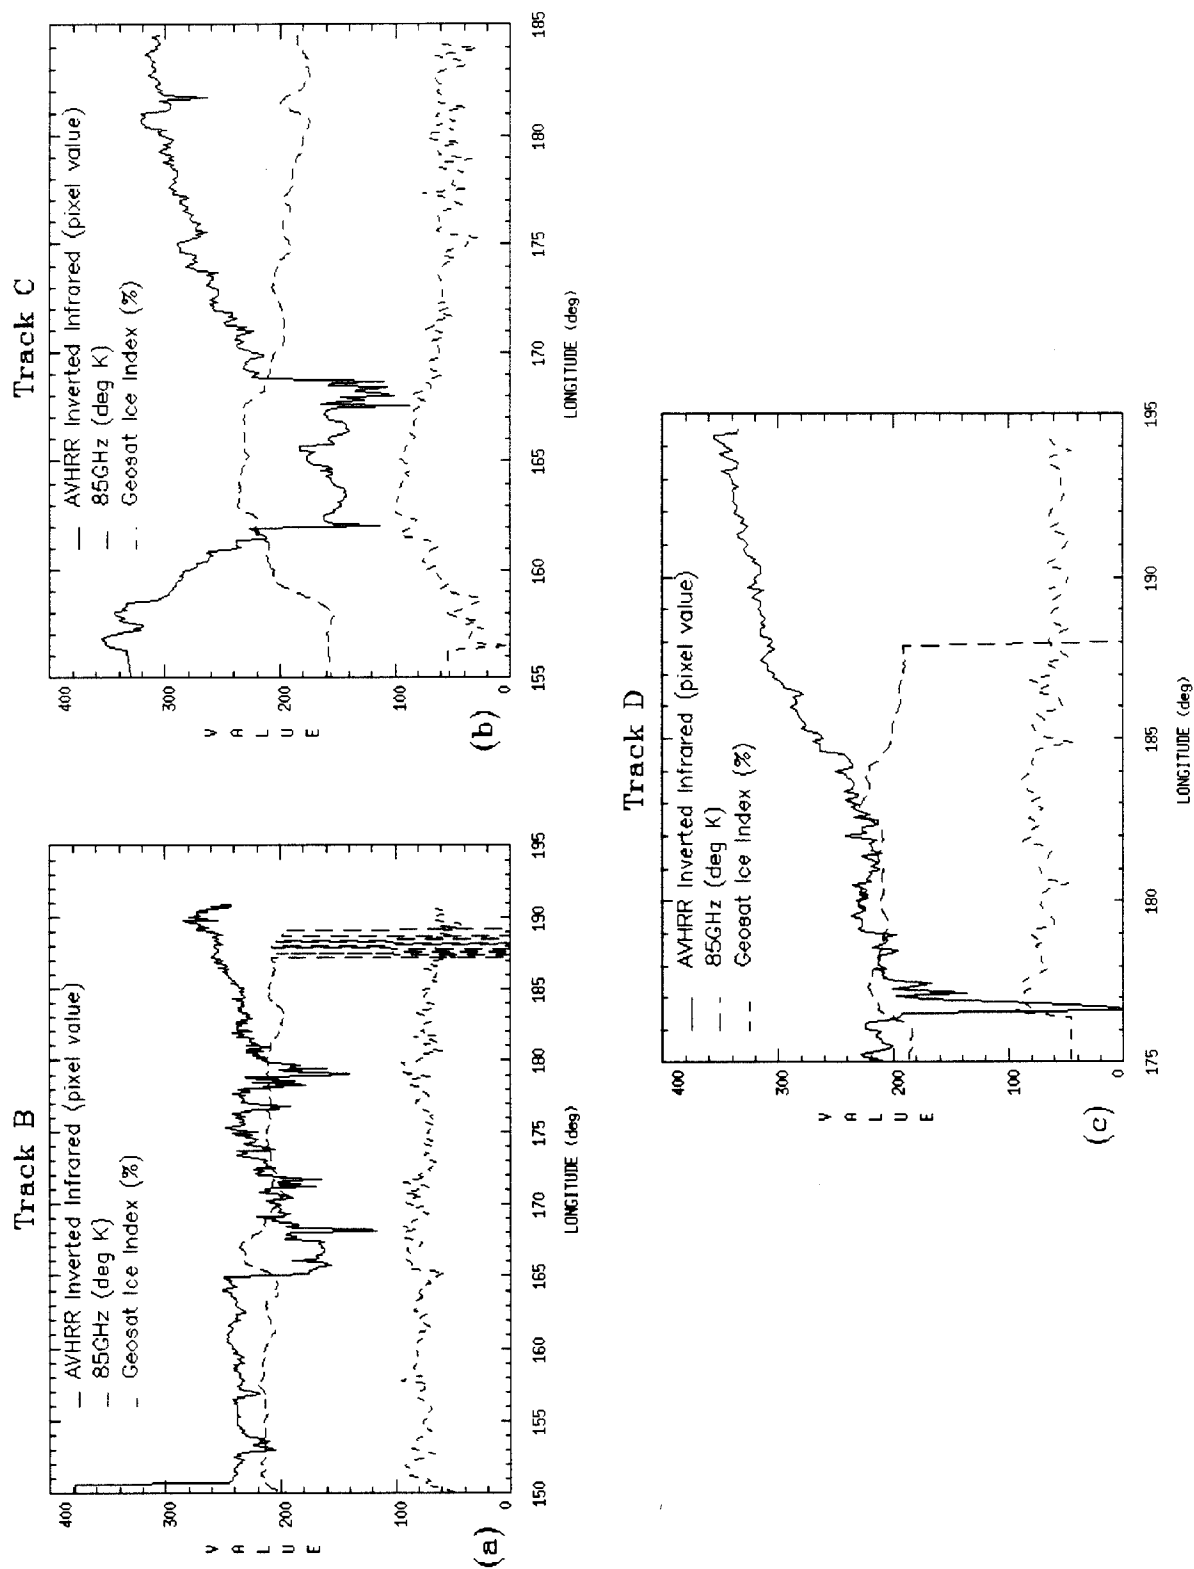 Track B
400
300
200
100
0
V A L U E
AVHRR Inverted Infrared (pixel value)
85GHz (deg K)
Geosat Ice Index (%)
150
155
160
165
170
175
180
185
190
195
LONGITUDE (deg)
(a)
Track C
400
300
200
100
0
V A L U E
AVHRR Inverted Infrared (pixel value)
85GHz (deg K)
Geosat Ice Index (%)
155
160
165
170
175
180
185
LONGITUDE (deg)
(b)
Track D
400
300
200
100
0
V A L U E
AVHRR Inverted Infrared (pixel value)
85GHz (deg K)
Geosat Ice Index (%)
175
180
185
190
195
LONGITUDE (deg)
(c)